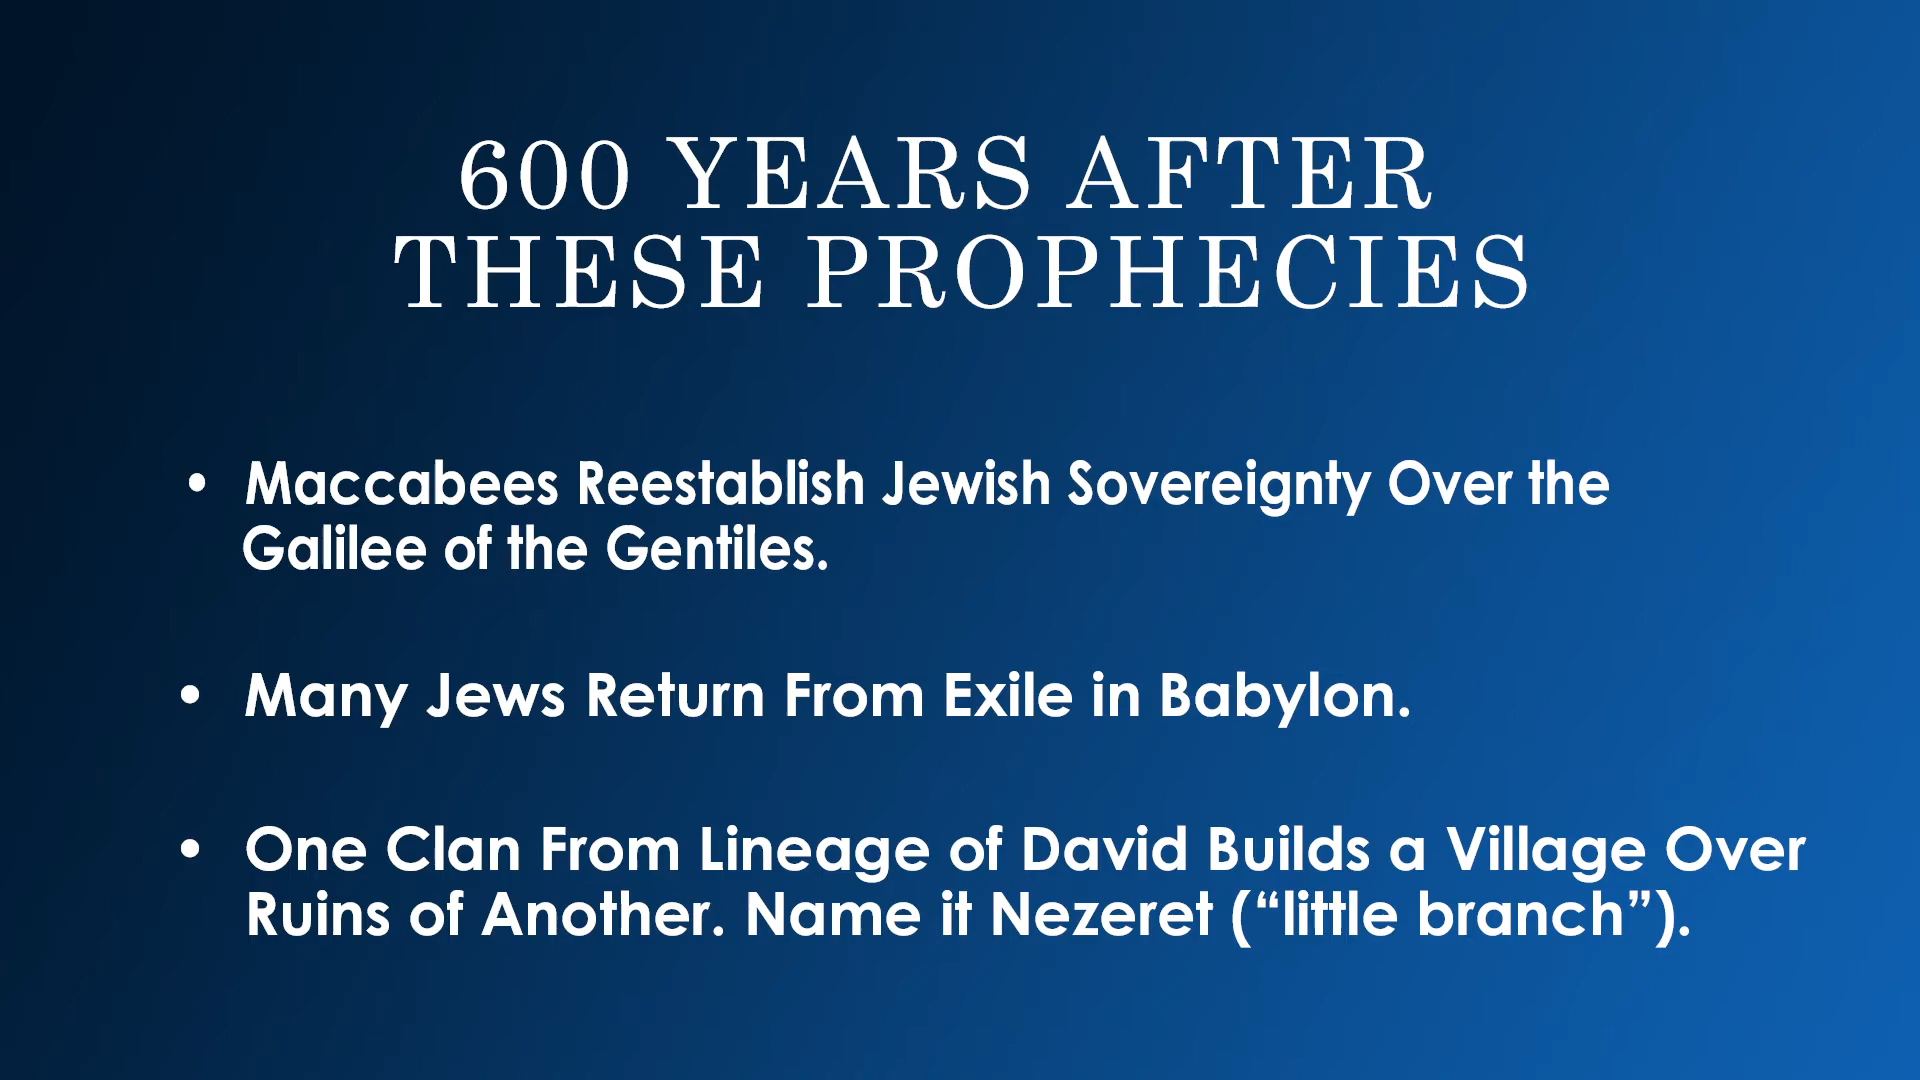 600 YEARS AFTER
THESE PROPHECIES
• Maccabees Reestablish Jewish Sovereignty Over the
Galilee of the Gentiles.
• Many Jews Return From Exile in Babylon.
• One Clan From Lineage of David Builds a Village Over
Ruins of Another. Name it Nezeret (“little branch”).